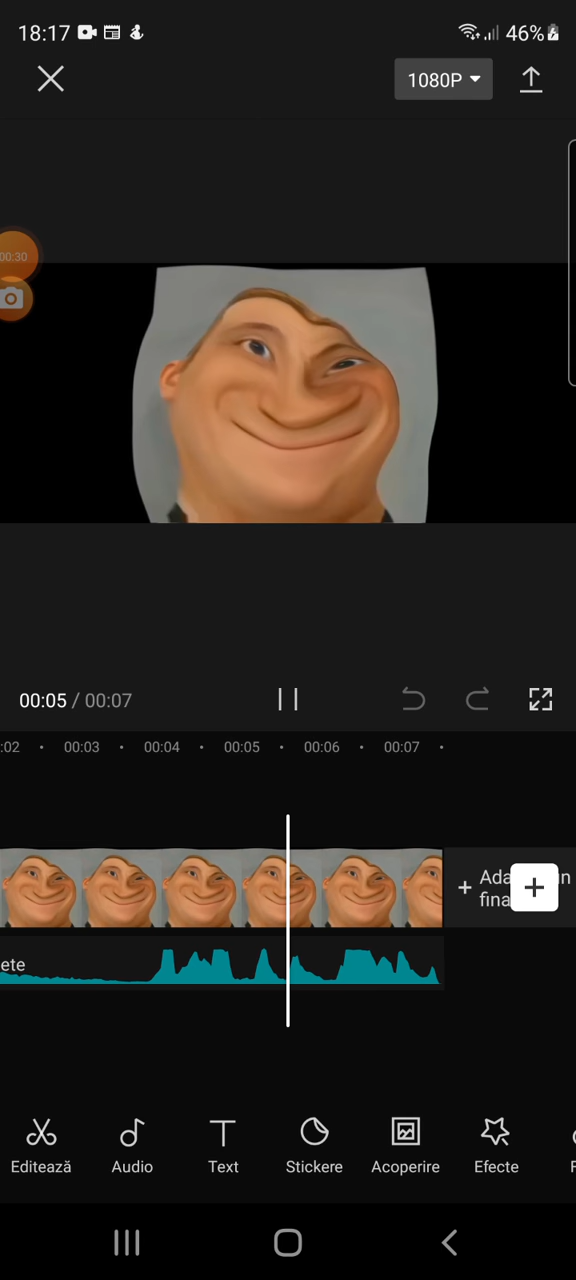 18:17
46%
1080P
00:30
00:05 / 00:07
:02 00:03 00:04 00:05 00:06 00:07
+
fina
ete
Editează Audio Text Stickere Acoperire Efecte